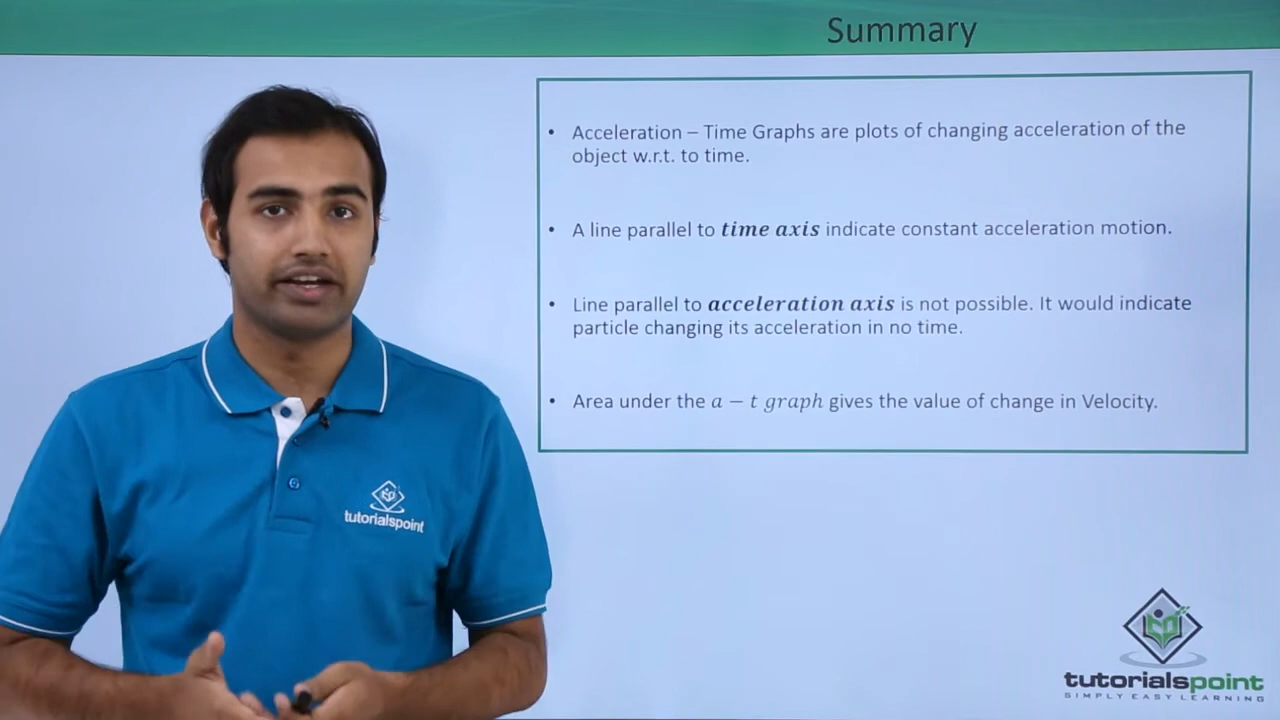 Summary
• Acceleration – Time Graphs are plots of changing acceleration of the
object w.r.t. to time.
• A line parallel to time axis indicate constant acceleration motion.
• Line parallel to acceleration axis is not possible. It would indicate
particle changing its acceleration in no time.
• Area under the a – t graph gives the value of change in Velocity.
tutorialspoint
tutorialspoint
SIMPLY EASY LEARNING